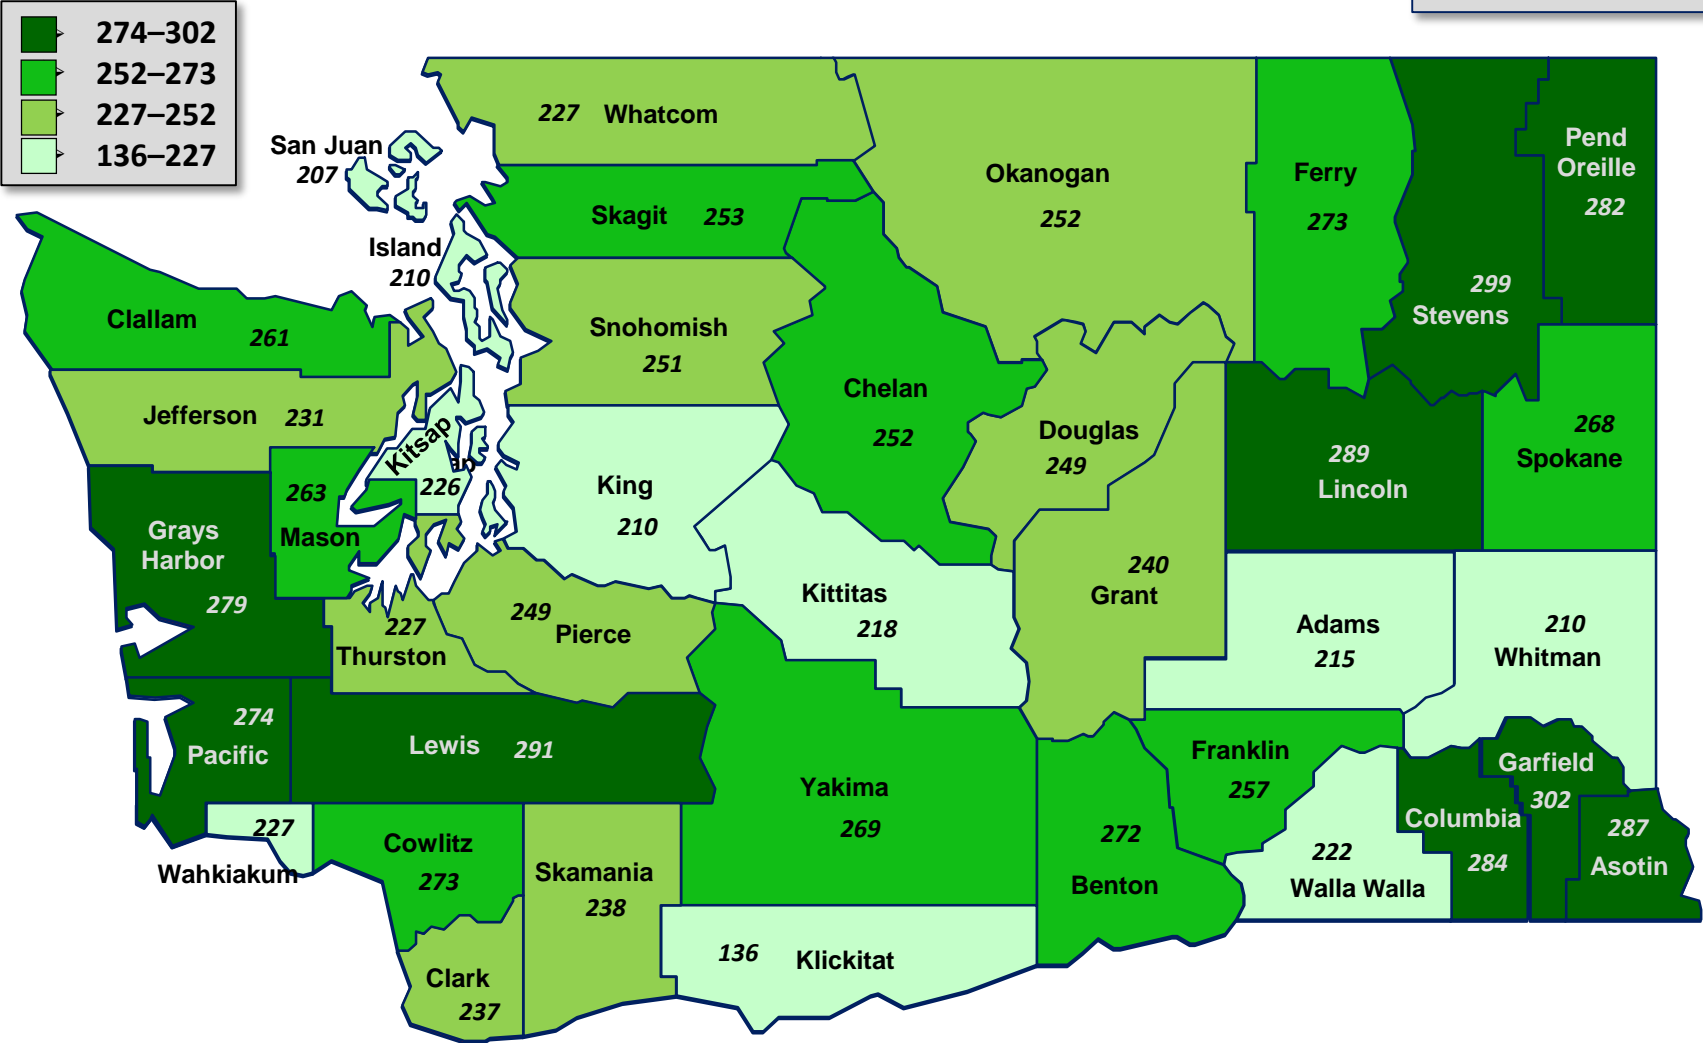 274–302
252–273
227–252
136–227
227 Whatcom
San Juan
207
Okanogan
252
Ferry
273
Pend
Oreille
282
Skagit 253
Island
210
299
Stevens
Clallam 261
Snohomish
251
Chelan
252
Jefferson 231
Kitsap
ap
226
Douglas
249
268
Spokane
289
Lincoln
263
Mason
King
210
Grays
Harbor
279
240
Grant
Kittitas
218
249
Pierce
227
Thurston
Adams
215
210
Whitman
274
Pacific
Lewis 291
Franklin
257
Garfield
302
Yakima
269
Columbia
284
287
Asotin
227
Wahkiakum
Cowlitz
273
272
Benton
222
Walla Walla
Skamania
238
136 Klickitat
Clark
237